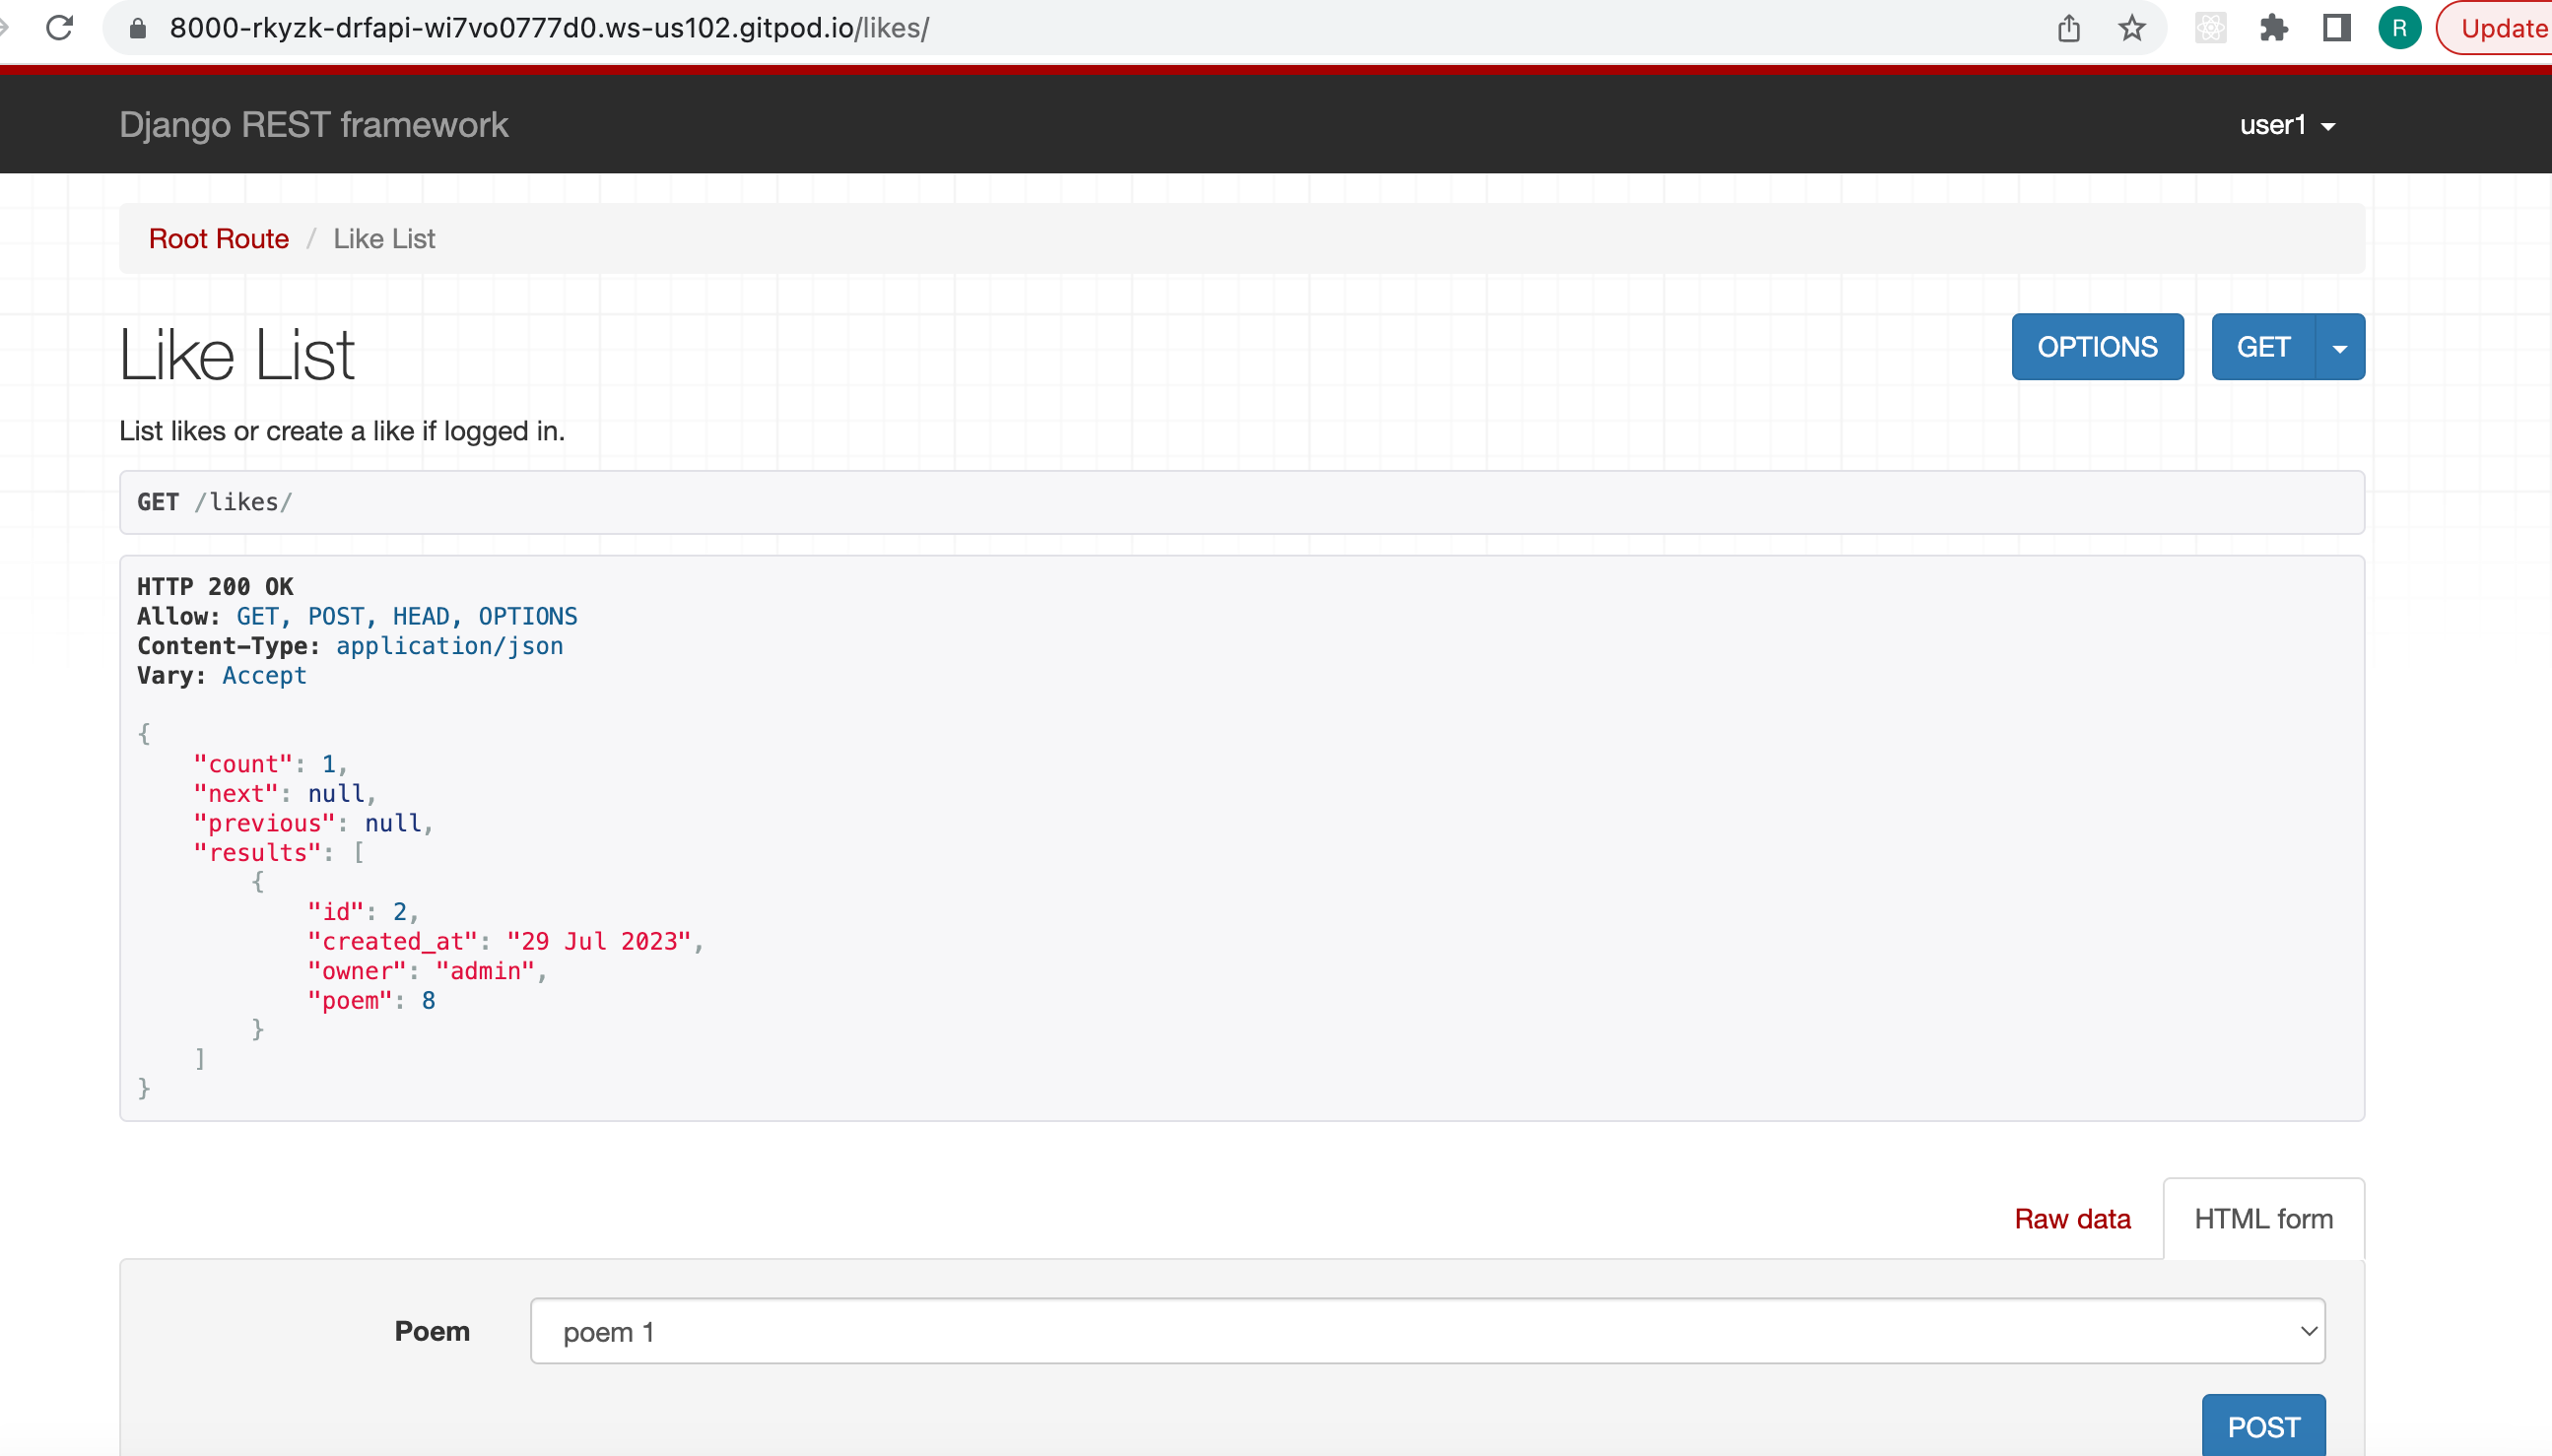 8000-rkyzk-drfapi-wi7vo0777d0.ws-us102.gitpod.io/likes/
R
Update
Django REST framework
user1
Root Route / Like List
Like List
OPTIONS
GET
List likes or create a like if logged in.
GET /likes/
HTTP 200 OK
Allow: GET, POST, HEAD, OPTIONS
Content-Type: application/json
Vary: Accept
{
    "count": 1,
    "next": null,
    "previous": null,
    "results": [
        {
            "id": 2,
            "created_at": "29 Jul 2023",
            "owner": "admin",
            "poem": 8
        }
    ]
}
Raw data
HTML form
Poem
poem 1
POST